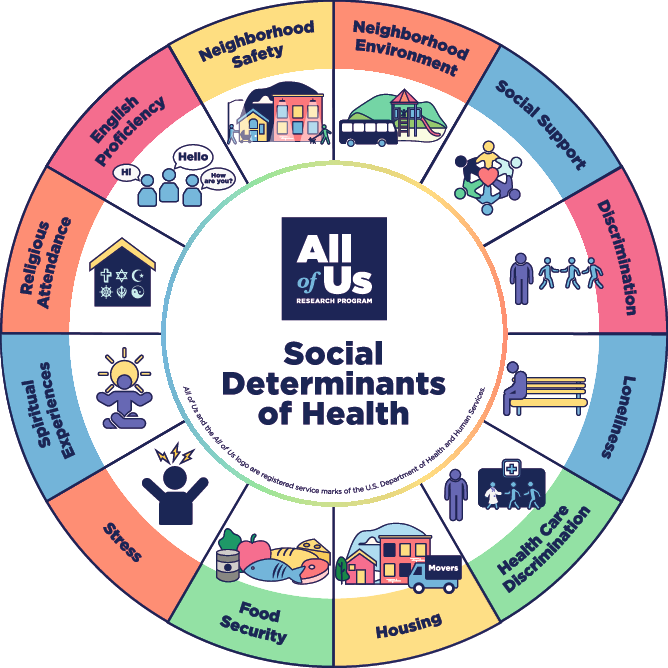 Neighborhood
Safety
Neighborhood
Environment
Social Support
Discrimination
Loneliness
Health Care
Discrimination
Housing
Movers
Food
Security
Stress
Spiritual
Experiences
Religious
Attendance
English
Proficiency
Hi
Hello
How
are you?
All
of Us
RESEARCH PROGRAM
Social
Determinants
of Health
All of Us and the All of Us logo are registered service marks of the U.S. Department of Health and Human Services.